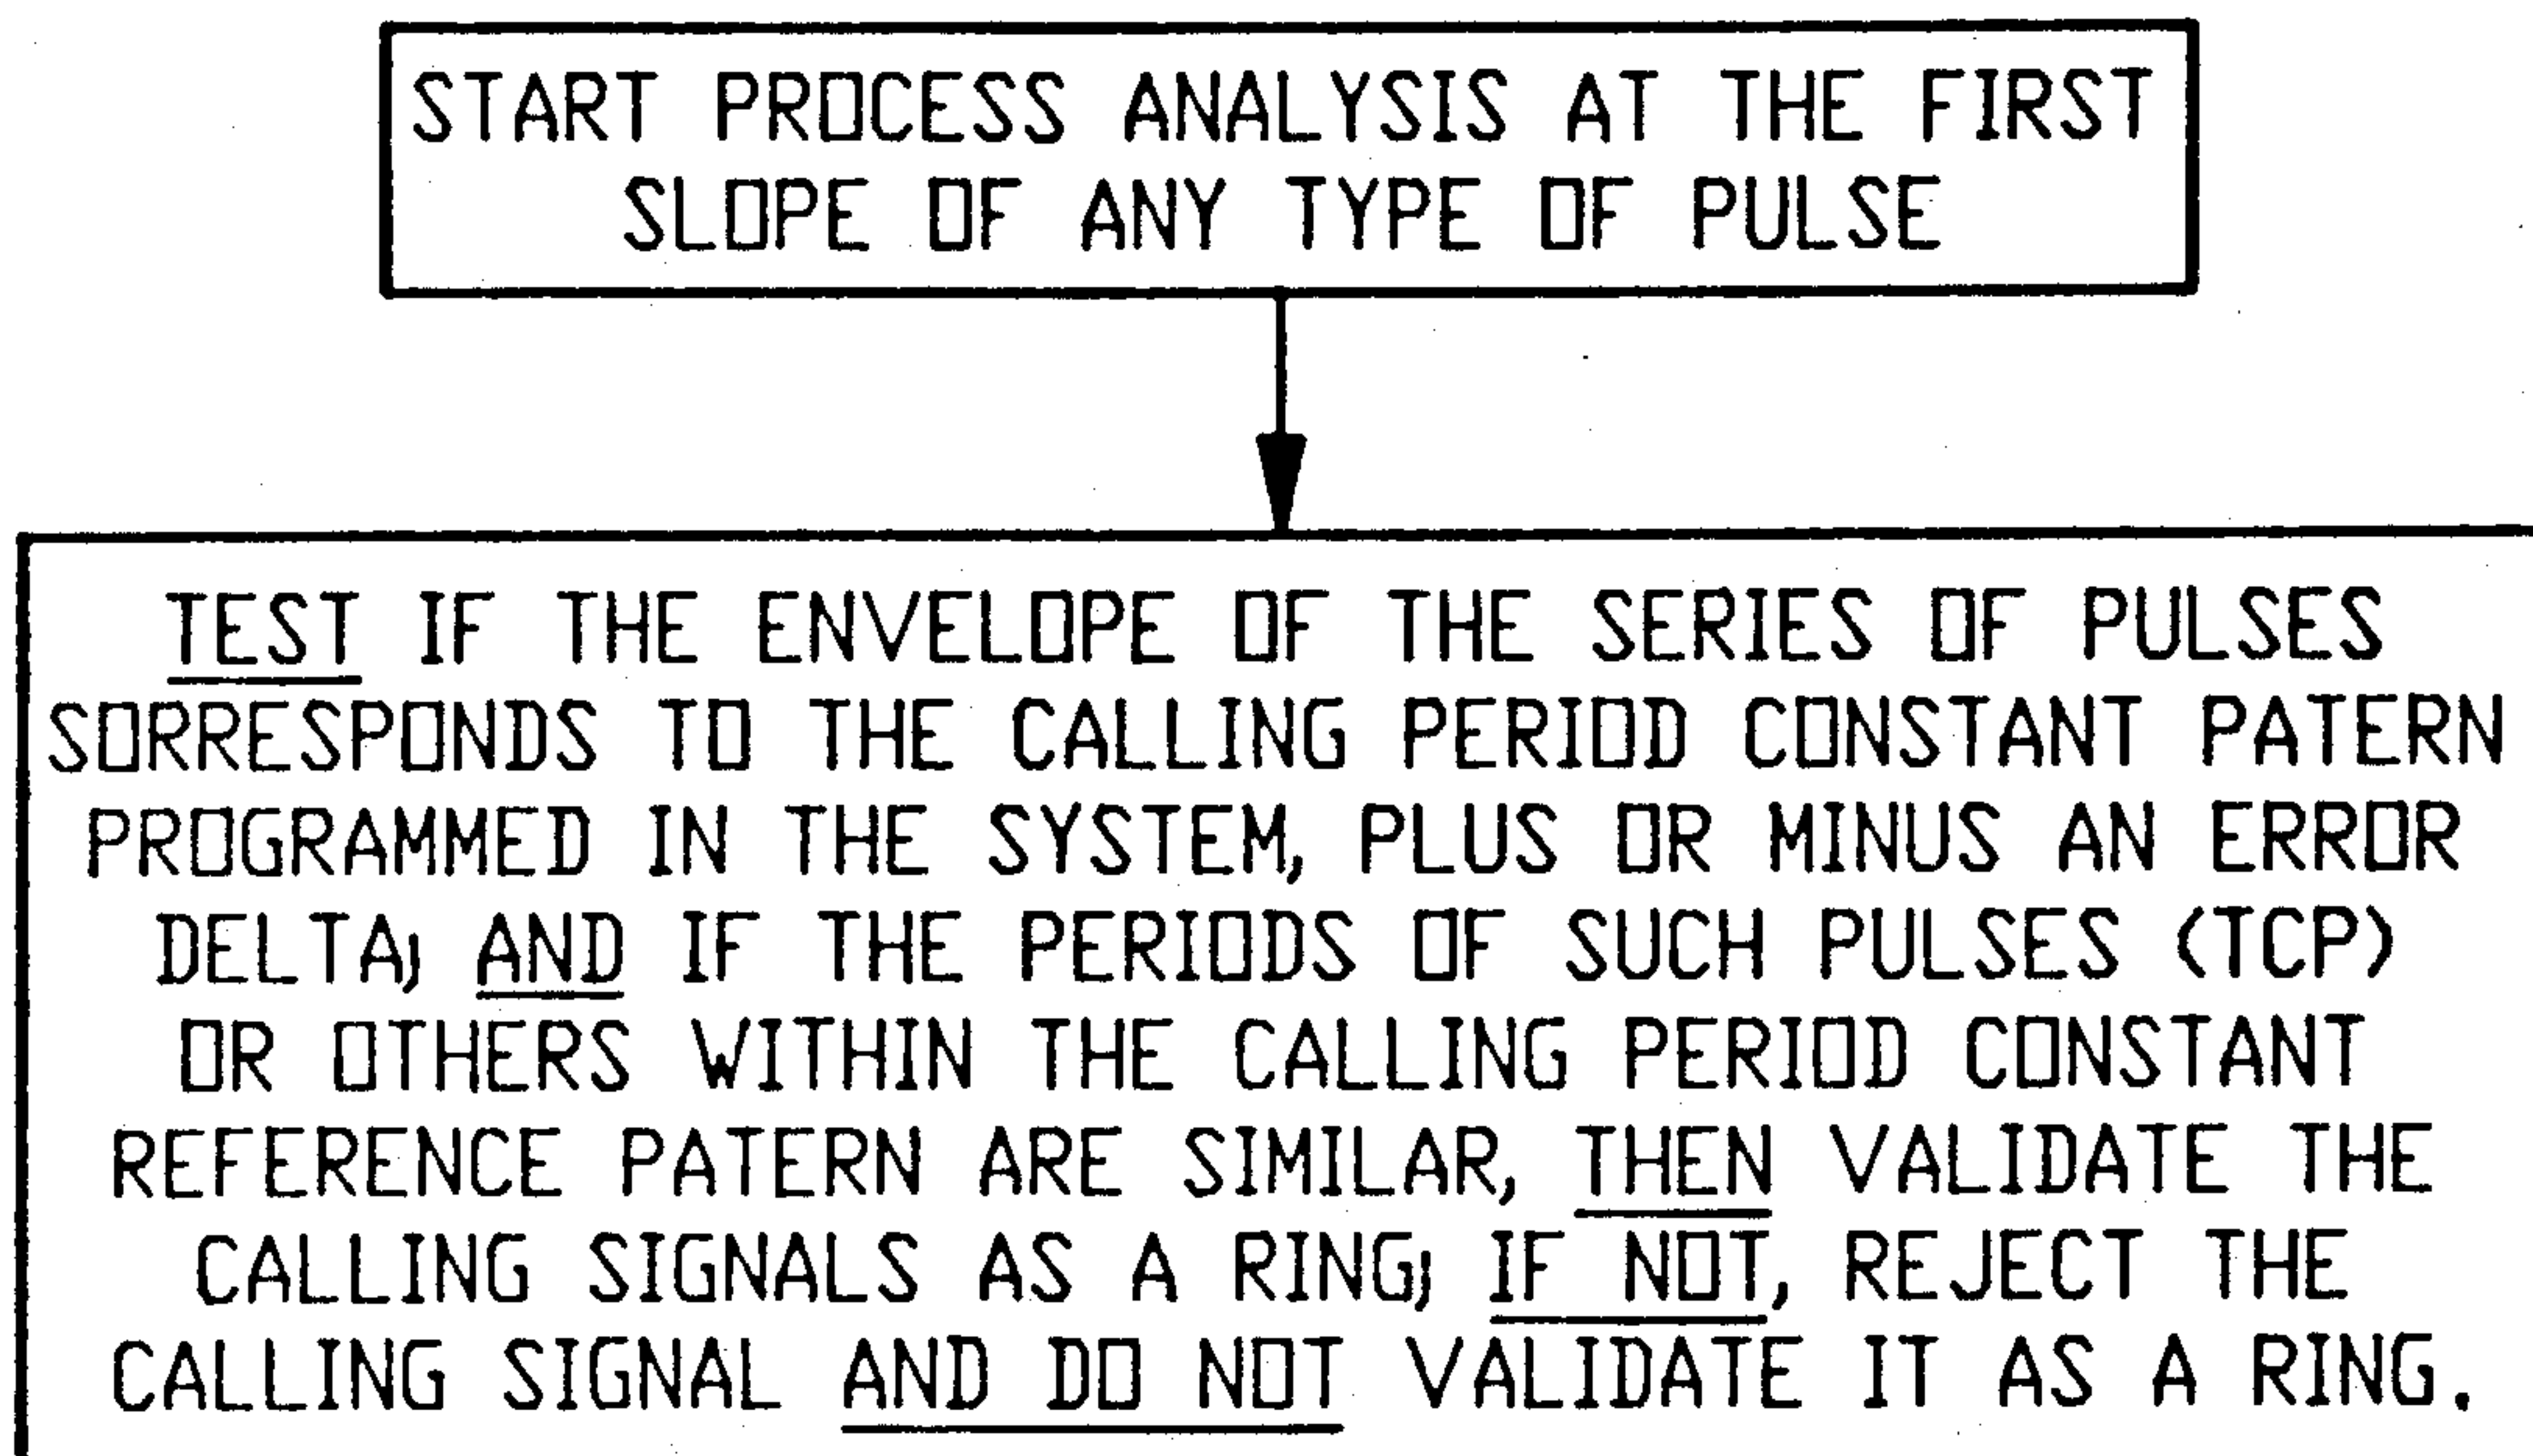 START PROCESS ANALYSIS AT THE FIRST
SLOPE OF ANY TYPE OF PULSE
TEST IF THE ENVELOPE OF THE SERIES OF PULSES
SORRESPONDS TO THE CALLING PERIOD CONSTANT PATERN
PROGRAMMED IN THE SYSTEM, PLUS OR MINUS AN ERROR
DELTA; AND IF THE PERIODS OF SUCH PULSES (TCP)
OR OTHERS WITHIN THE CALLING PERIOD CONSTANT
REFERENCE PATERN ARE SIMILAR, THEN VALIDATE THE
CALLING SIGNALS AS A RING; IF NOT, REJECT THE
CALLING SIGNAL AND DO NOT VALIDATE IT AS A RING.